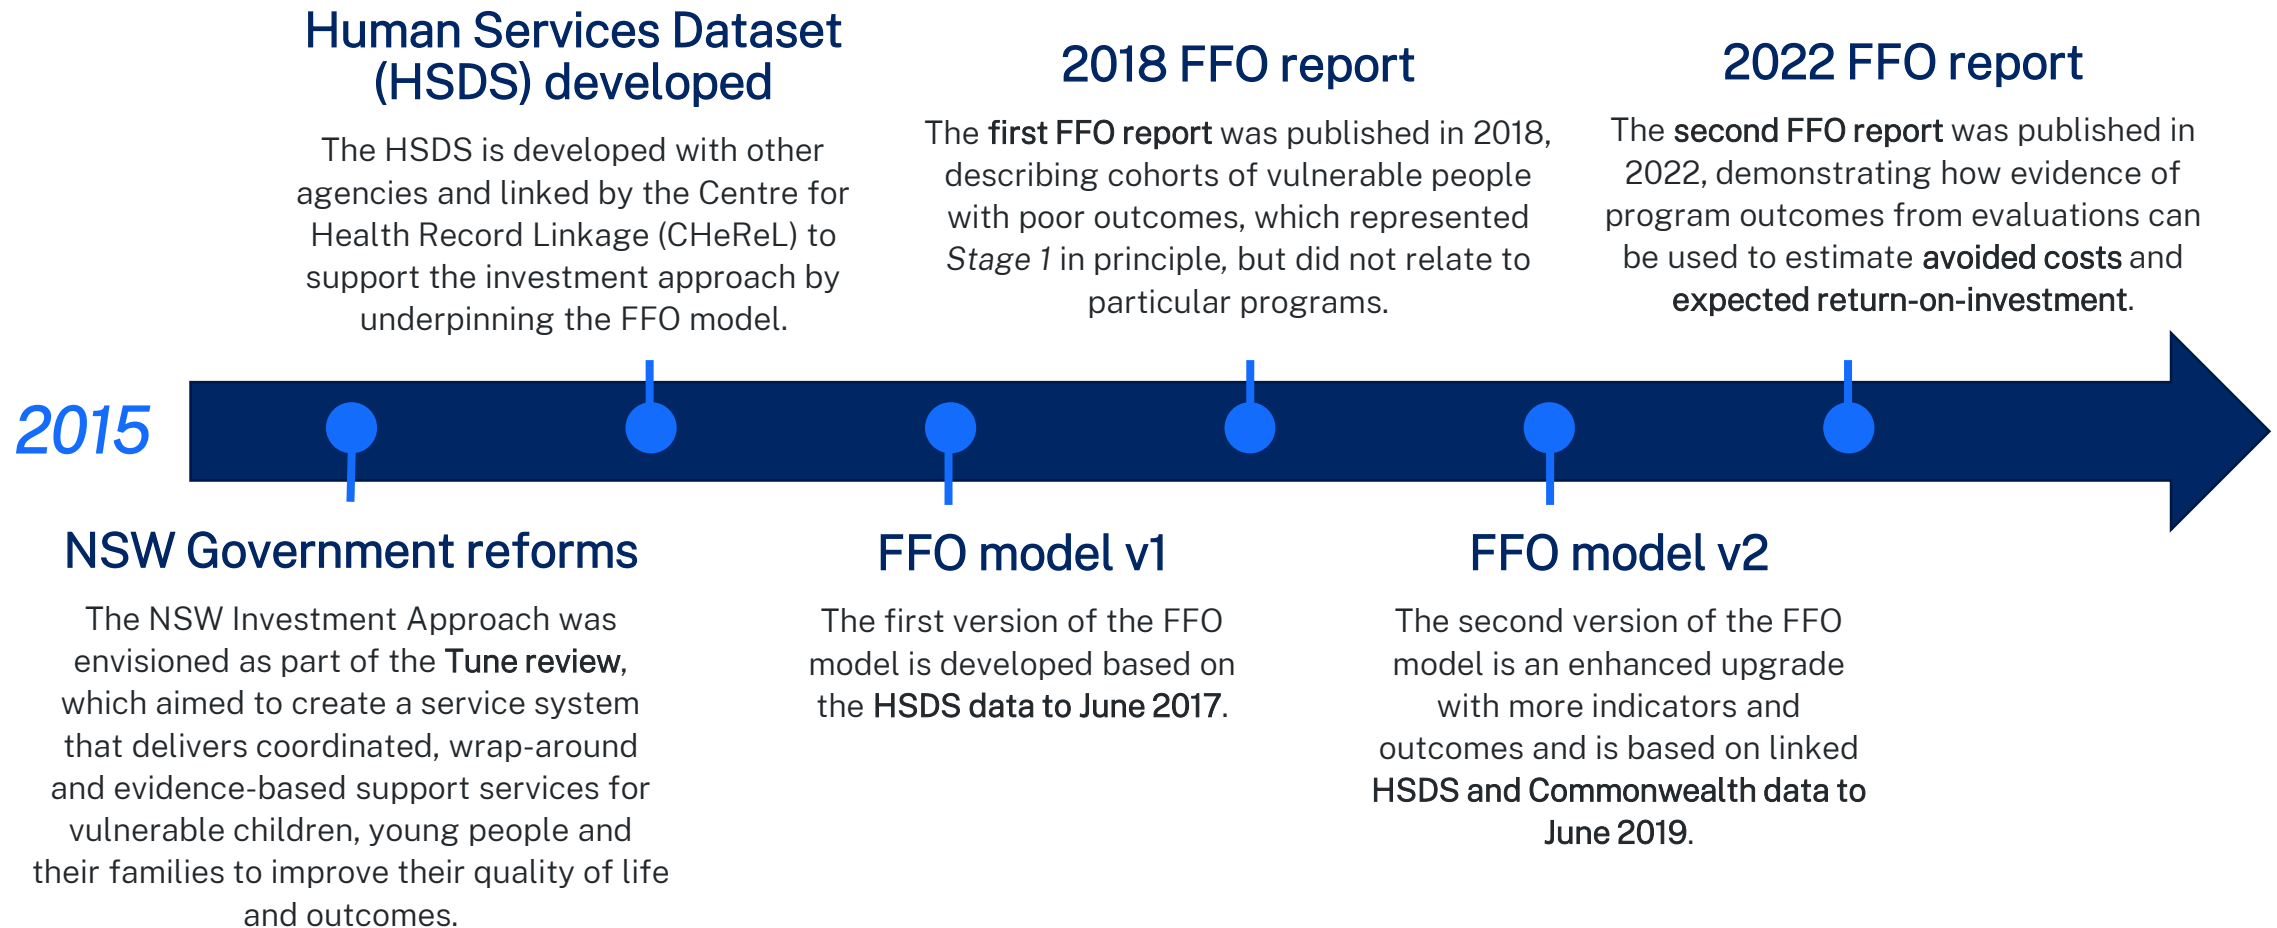 2015
NSW Government reforms
The NSW Investment Approach was
envisioned as part of the Tune review,
which aimed to create a service system
that delivers coordinated, wrap-around
and evidence-based support services for
vulnerable children, young people and
their families to improve their quality of life
and outcomes.
Human Services Dataset
(HSDS) developed
The HSDS is developed with other
agencies and linked by the Centre for
Health Record Linkage (CHeReL) to
support the investment approach by
underpinning the FFO model.
FFO model v1
The first version of the FFO
model is developed based on
the HSDS data to June 2017.
2018 FFO report
The first FFO report was published in 2018,
describing cohorts of vulnerable people
with poor outcomes, which represented
Stage 1 in principle, but did not relate to
particular programs.
FFO model v2
The second version of the FFO
model is an enhanced upgrade
with more indicators and
outcomes and is based on linked
HSDS and Commonwealth data to
June 2019.
2022 FFO report
The second FFO report was published in
2022, demonstrating how evidence of
program outcomes from evaluations can
be used to estimate avoided costs and
expected return-on-investment.